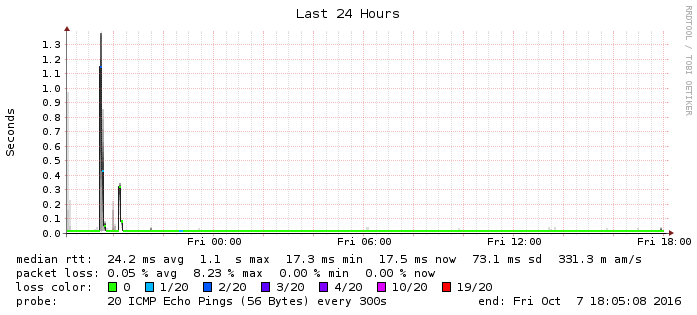 Last 24 Hours
RRDTOOL / TOBI OETIKER
Seconds
1.3
1.2
1.1
1.0
0.9
0.8
0.7
0.6
0.5
0.4
0.3
0.2
0.1
0.0
Fri 00:00 Fri 06:00 Fri 12:00 Fri 18:00
median rtt: 24.2 ms avg 1.1 s max 17.3 ms min 17.5 ms now 73.1 ms sd 331.3 m am/s
packet loss: 0.05 % avg 8.23 % max 0.00 % min 0.00 % now
loss color: 0 1/20 2/20 3/20 4/20 10/20 19/20
probe: 20 ICMP Echo Pings (56 Bytes) every 300s end: Fri Oct 7 18:05:08 2016